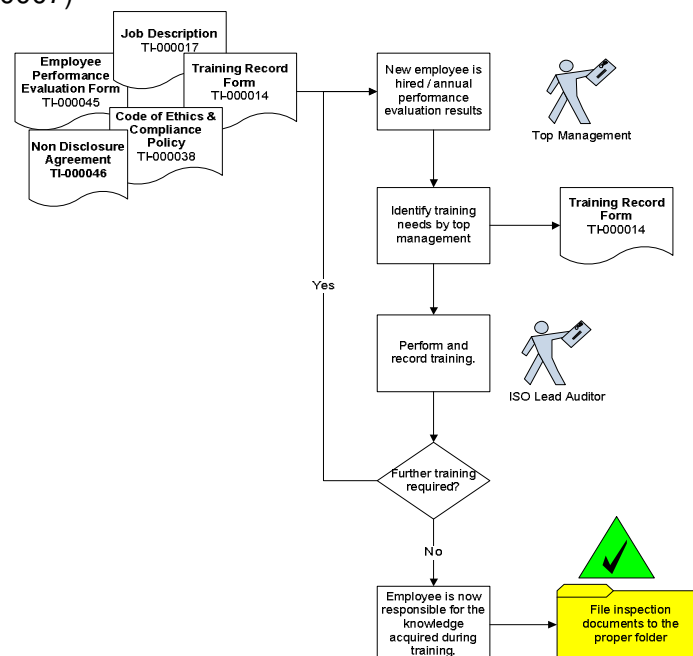 Job Description
TI-000017
Employee
Performance
Evaluation Form
TI-000045
Training Record
Form
TI-000014
Code of Ethics &
Compliance
Policy
TI-000038
Non Disclosure
Agreement
TI-000046
New employee is
hired / annual
performance
evaluation results
Top Management
Identify training
needs by top
management
Training Record
Form
TI-000014
Yes
Perform and
record training.
ISO Lead Auditor
Further training
required?
No
Employee is now
responsible for the
knowledge
acquired during
training.
File inspection
documents to the
proper folder